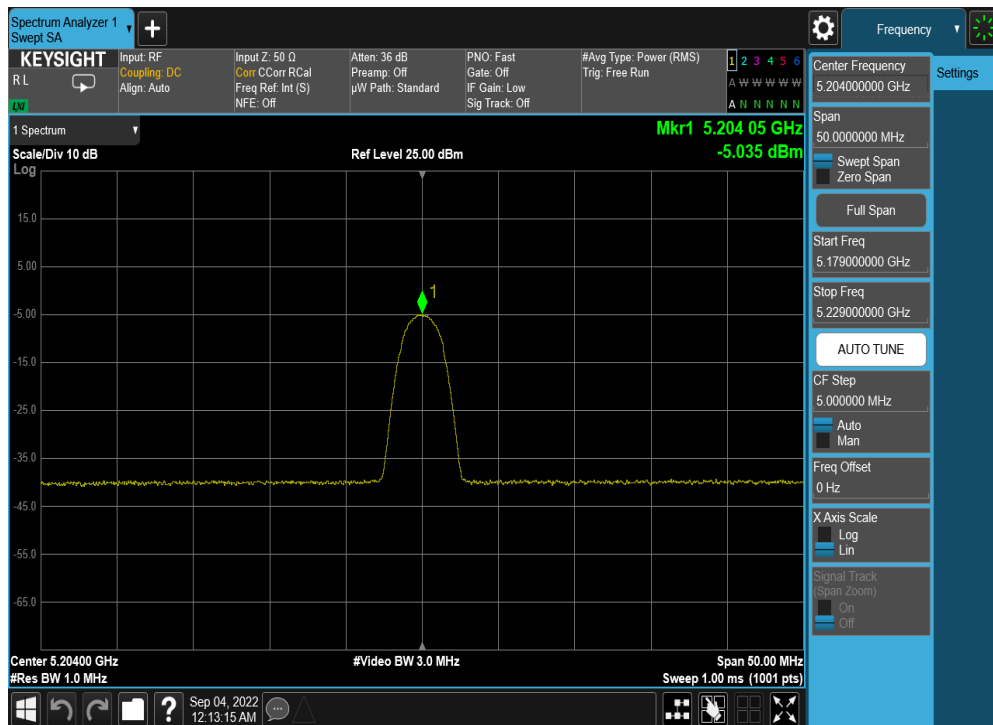 Spectrum Analyzer 1
Swept SA
Frequency
KEYSIGHT
R L
LXI
Input: RF
Coupling: DC
Align: Auto
Input Z: 50 Ω
Corr CCorr RCal
Freq Ref: Int (S)
NFE: Off
Atten: 36 dB
Preamp: Off
µW Path: Standard
PNO: Fast
Gate: Off
IF Gain: Low
Sig Track: Off
#Avg Type: Power (RMS)
Trig: Free Run
1 2 3 4 5 6
A W W W W W
A N N N N N
1 Spectrum
Scale/Div 10 dB
Log
Ref Level 25.00 dBm
Mkr1 5.204 05 GHz
-5.035 dBm
1
15.0
5.00
-5.00
-15.0
-25.0
-35.0
-45.0
-55.0
-65.0
Center 5.20400 GHz
#Res BW 1.0 MHz
#Video BW 3.0 MHz
Span 50.00 MHz
Sweep 1.00 ms (1001 pts)
Settings
Center Frequency
5.204000000 GHz
Span
50.0000000 MHz
Swept Span
Zero Span
Full Span
Start Freq
5.179000000 GHz
Stop Freq
5.229000000 GHz
AUTO TUNE
CF Step
5.000000 MHz
Auto
Man
Freq Offset
0 Hz
X Axis Scale
Log
Lin
Signal Track
(Span Zoom)
On
Off
?
Sep 04, 2022
12:13:15 AM